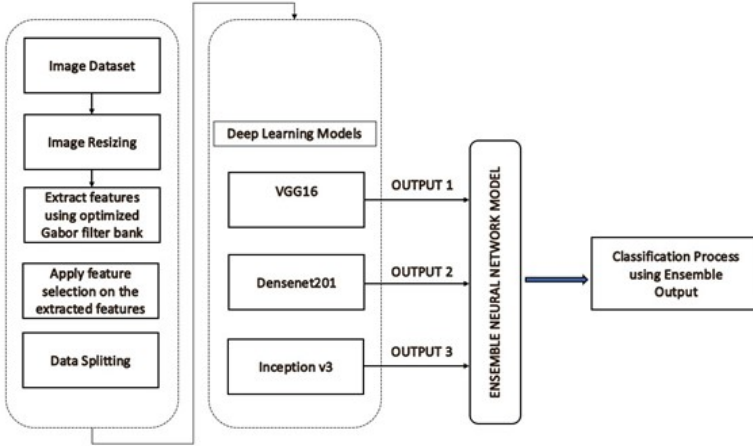 Image Dataset
Image Resizing
Extract features
using optimized
Gabor filter bank
Apply feature
selection on the
extracted features
Data Splitting
Deep Learning Models
VGG16
Densenet201
Inception v3
OUTPUT 1
OUTPUT 2
OUTPUT 3
ENSEMBLE NEURAL NETWORK MODEL
Classification Process
using Ensemble
Output